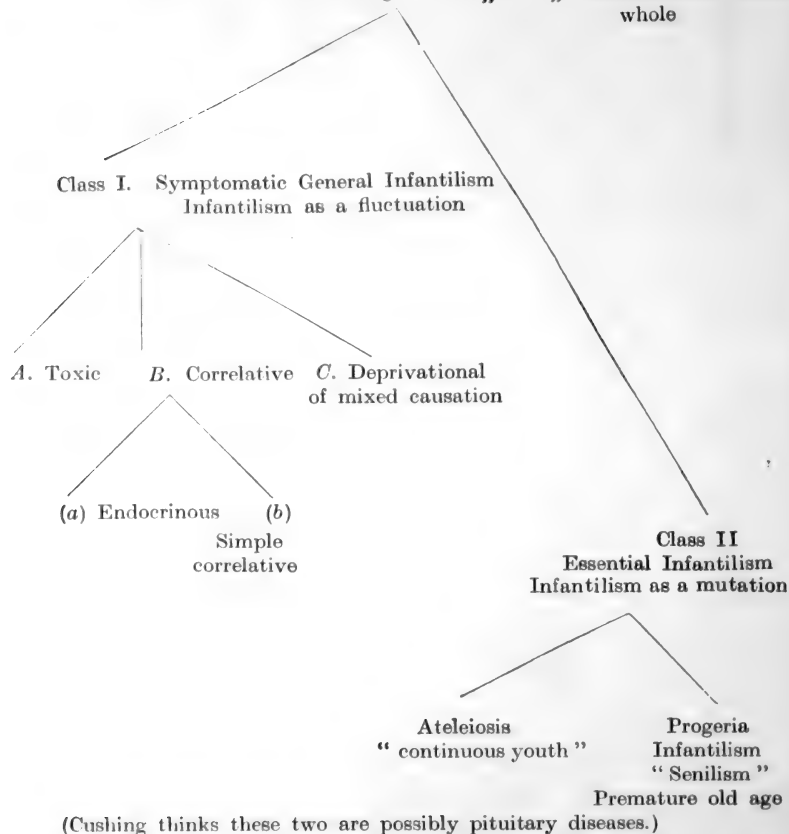 whole
Class I. Symptomatic General Infantilism
Infantilism as a fluctuation
A. Toxic B. Correlative C. Deprivational
of mixed causation
(a) Endocrinous (b)
Simple
correlative
Class II
Essential Infantilism
Infantilism as a mutation
Ateleiosis Progeria
" continuous youth " Infantilism
" Senilism "
Premature old age
(Cushing thinks these two are possibly pituitary diseases.)